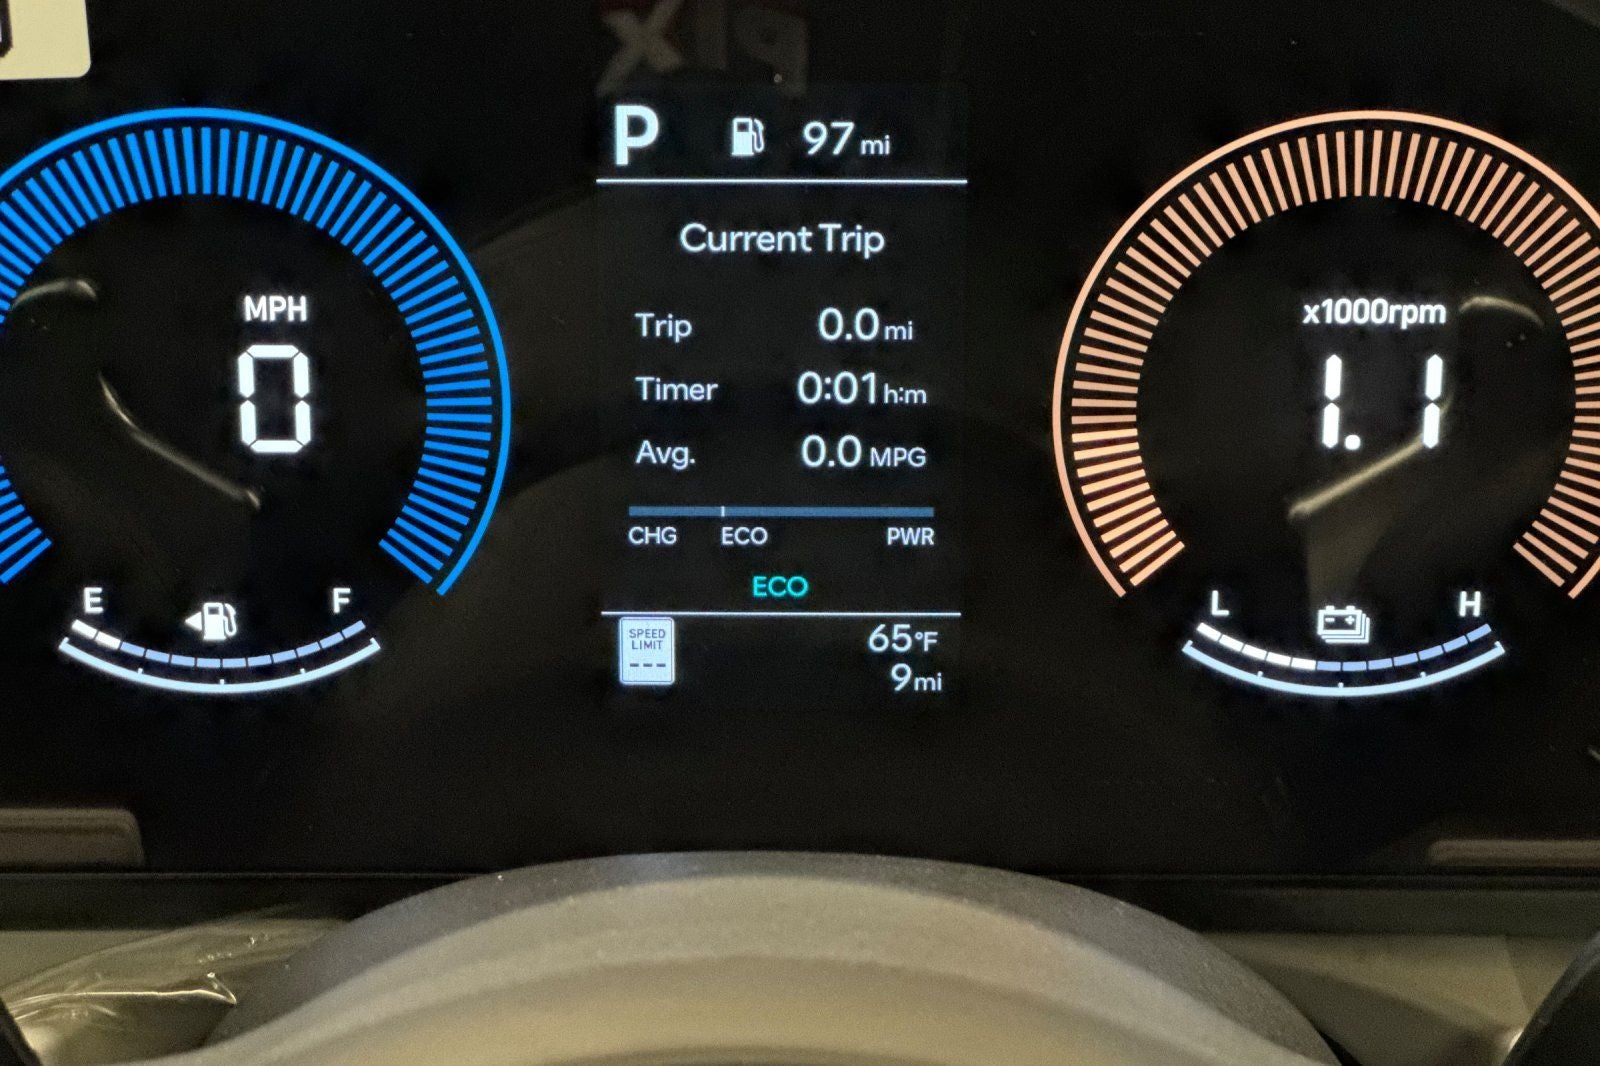 P 97 mi
Current Trip
Trip 0.0 mi
Timer 0:01 h:m
Avg. 0.0 MPG
CHG ECO PWR
ECO
SPEED
LIMIT
---
65°F
9 mi
MPH
0
E F
x1000rpm
1.1
L H